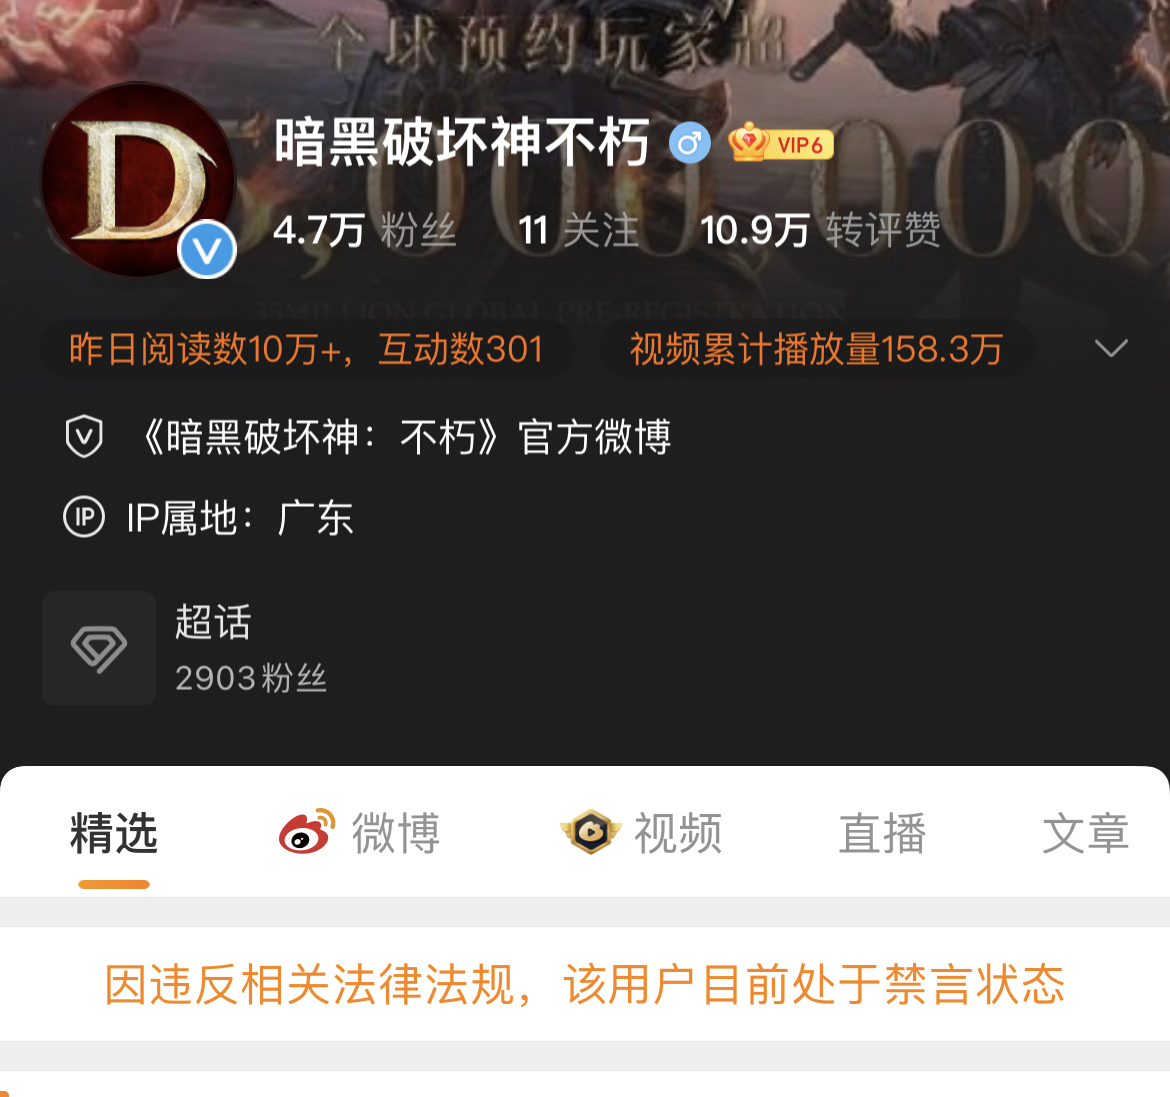 全球预约玩家超
D
暗黑破坏神不朽 VIP 6
4.7万 粉丝 11 关注 10.9万 转评赞
35MILLION GLOBAL PRE-REGISTRATION
昨日阅读数10万+，互动数301 视频累计播放量158.3万
《暗黑破坏神：不朽》官方微博
IP IP属地：广东
超话
2903粉丝
精选 微博 视频 直播 文章
因违反相关法律法规，该用户目前处于禁言状态